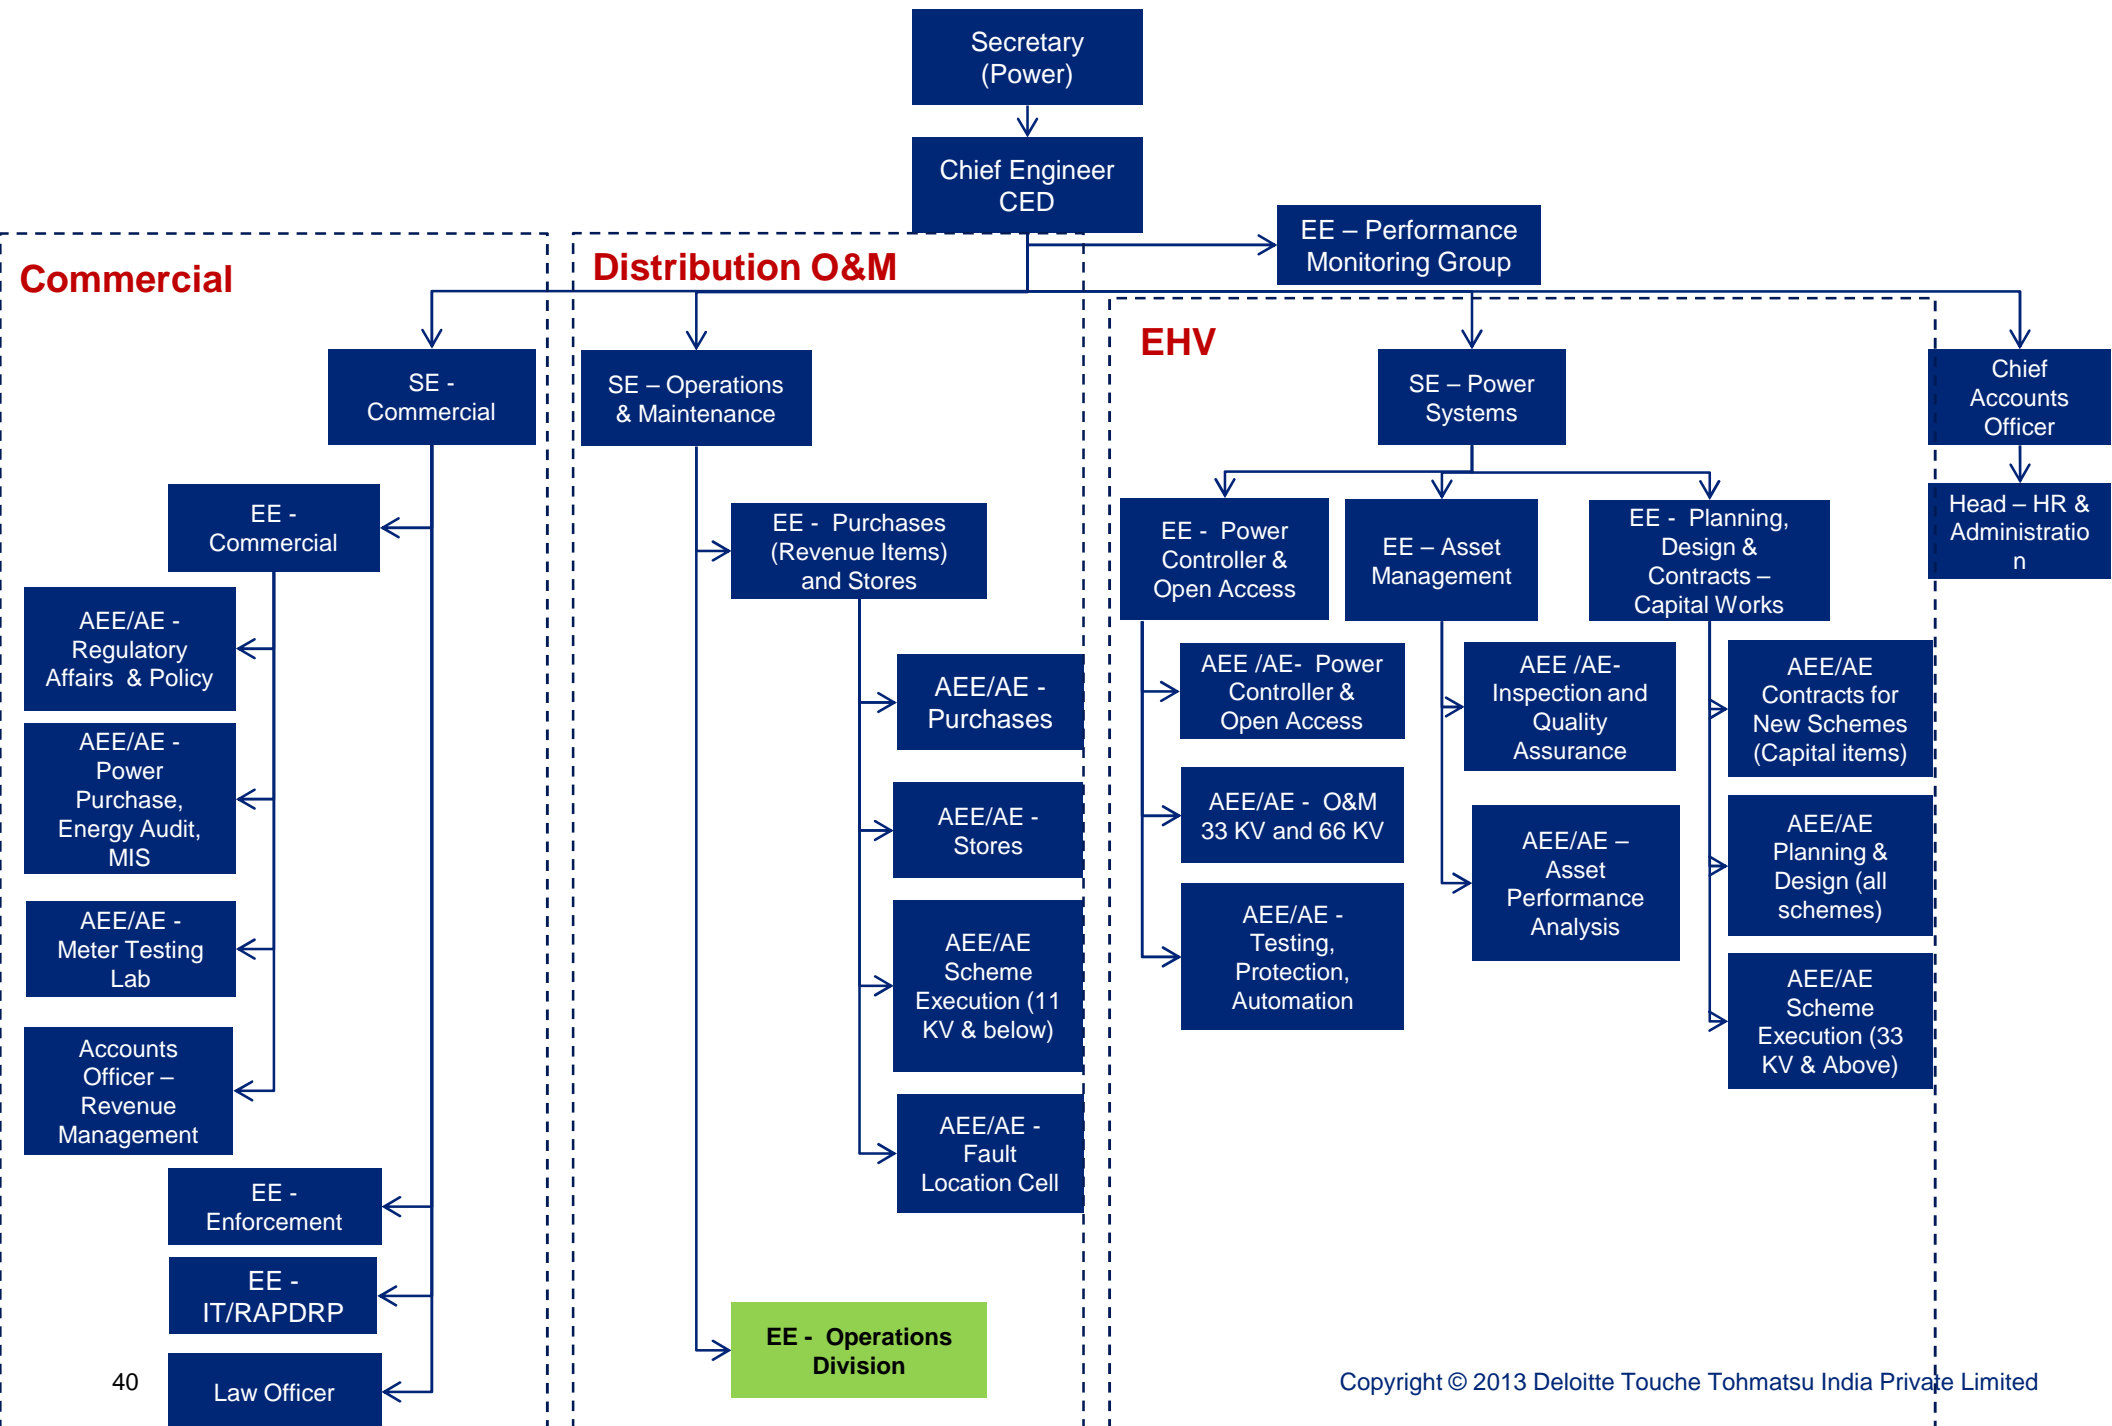 Secretary
(Power)
Chief Engineer
CED
EE – Performance
Monitoring Group
Commercial
Distribution O&M
EHV
SE -
Commercial
SE – Operations
& Maintenance
SE – Power
Systems
Chief
Accounts
Officer
EE -
Commercial
EE -  Purchases
(Revenue Items)
and Stores
EE -  Power
Controller &
Open Access
EE – Asset
Management
EE -  Planning,
Design &
Contracts –
Capital Works
Head – HR &
Administratio
n
AEE/AE -
Regulatory
Affairs  & Policy
AEE/AE -
Power
Purchase,
Energy Audit,
MIS
AEE/AE -
Meter Testing
Lab
Accounts
Officer –
Revenue
Management
EE -
Enforcement
EE -
IT/RAPDRP
Law Officer
AEE/AE -
Purchases
AEE/AE -
Stores
AEE/AE
Scheme
Execution (11
KV & below)
AEE/AE -
Fault
Location Cell
EE -  Operations
Division
AEE /AE-  Power
Controller &
Open Access
AEE/AE -  O&M
33 KV and 66 KV
AEE/AE -
Testing,
Protection,
Automation
AEE /AE-
Inspection and
Quality
Assurance
AEE/AE –
Asset
Performance
Analysis
AEE/AE
Contracts for
New Schemes
(Capital items)
AEE/AE
Planning &
Design (all
schemes)
AEE/AE
Scheme
Execution (33
KV & Above)
40
Copyright © 2013 Deloitte Touche Tohmatsu India Private Limited